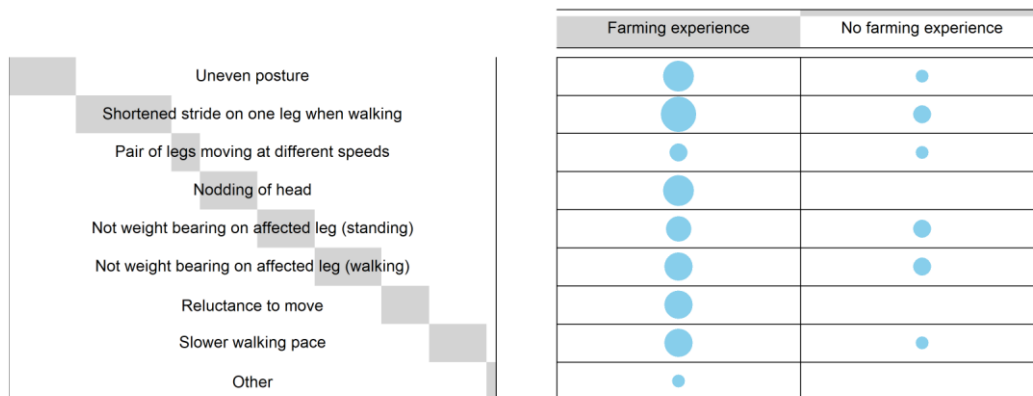 Farming experience
No farming experience
Uneven posture
Shortened stride on one leg when walking
Pair of legs moving at different speeds
Nodding of head
Not weight bearing on affected leg (standing)
Not weight bearing on affected leg (walking)
Reluctance to move
Slower walking pace
Other